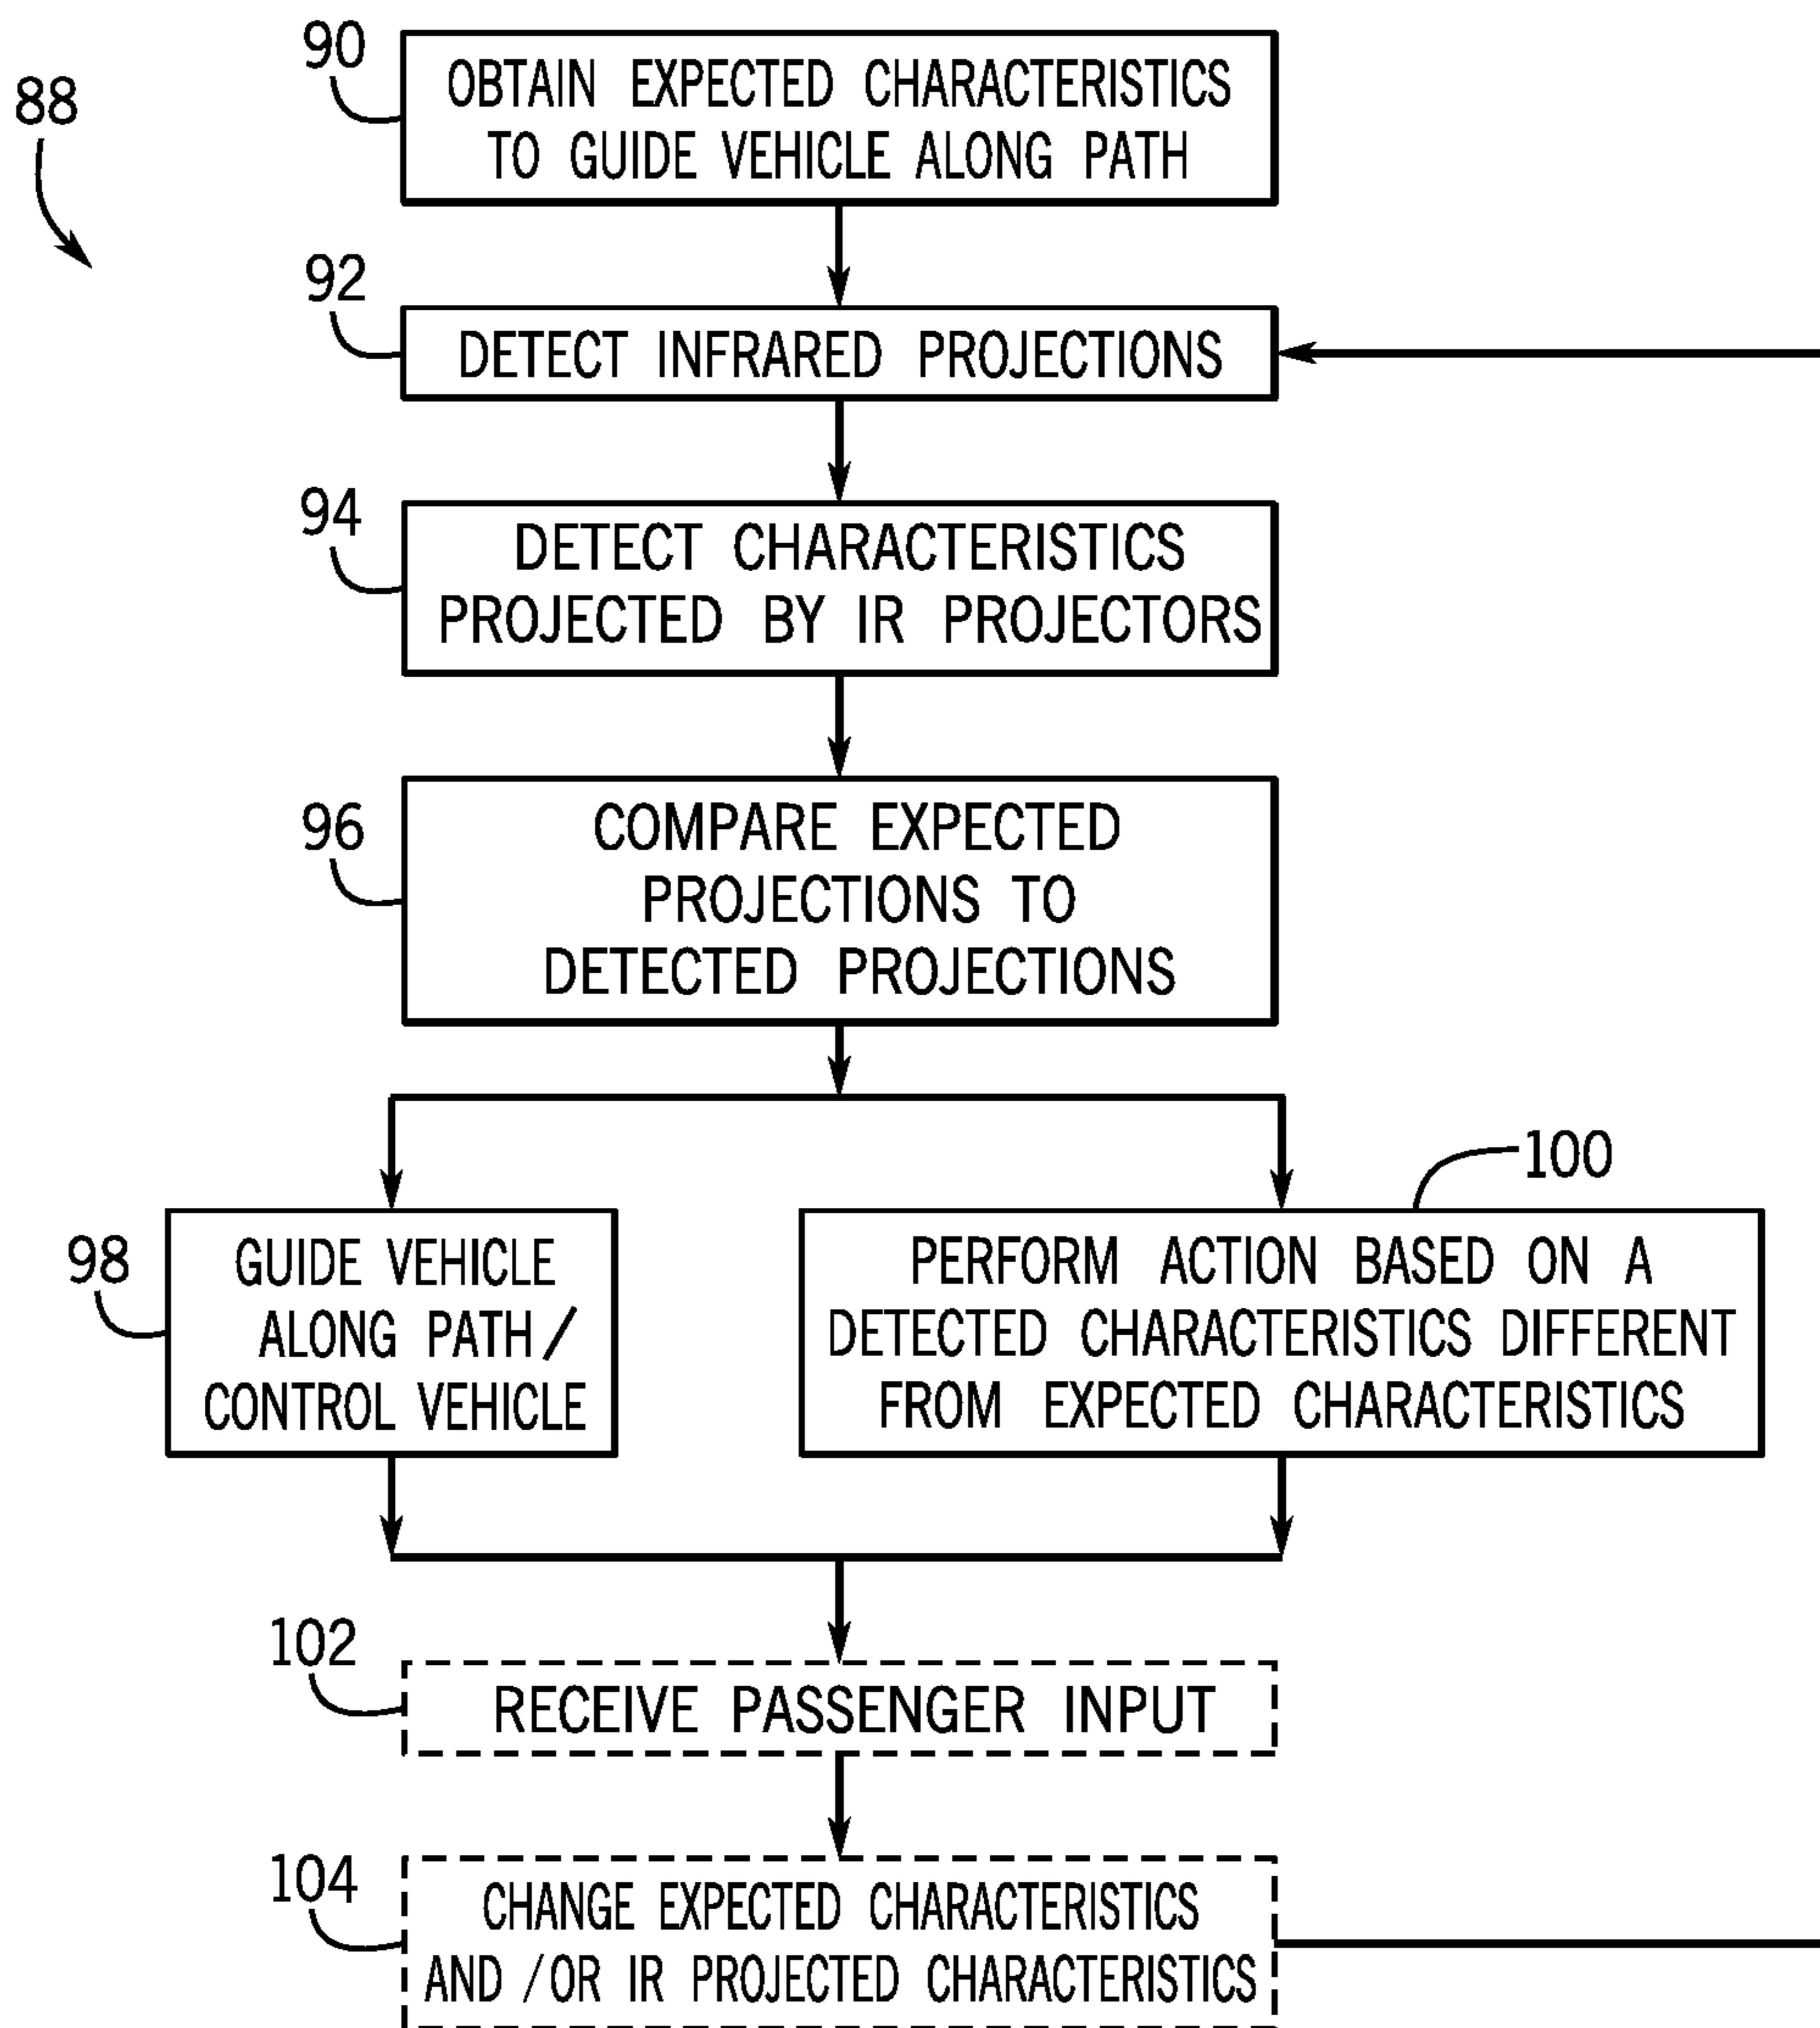 90
OBTAIN EXPECTED CHARACTERISTICS
TO GUIDE VEHICLE ALONG PATH
88
92
DETECT INFRARED PROJECTIONS
94
DETECT CHARACTERISTICS
PROJECTED BY IR PROJECTORS
96
COMPARE EXPECTED
PROJECTIONS TO
DETECTED PROJECTIONS
98
GUIDE VEHICLE
ALONG PATH/
CONTROL VEHICLE
100
PERFORM ACTION BASED ON A
DETECTED CHARACTERISTICS DIFFERENT
FROM EXPECTED CHARACTERISTICS
102
RECEIVE PASSENGER INPUT
104
CHANGE EXPECTED CHARACTERISTICS
AND /OR IR PROJECTED CHARACTERISTICS